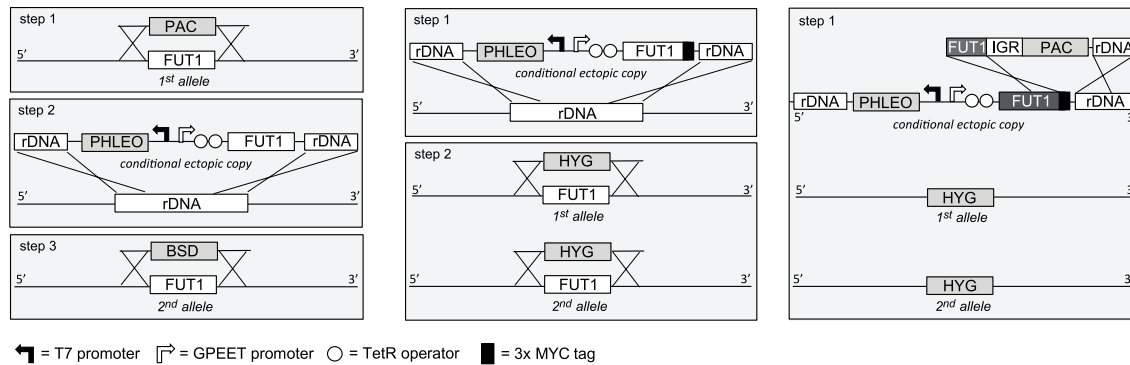 step 1
PAC
5′ 3′
FUT1
1st allele
step 2
rDNA PHLEO FUT1 rDNA
conditional ectopic copy
5′ 3′
rDNA
step 3
BSD
5′ 3′
FUT1
2nd allele
step 1
rDNA PHLEO FUT1 rDNA
conditional ectopic copy
5′ 3′
rDNA
step 2
HYG
5′ 3′
FUT1
1st allele
HYG
5′ 3′
FUT1
2nd allele
step 1
FUT1 IGR PAC rDNA
rDNA PHLEO FUT1 rDNA
5′
conditional ectopic copy
5′
HYG
1st allele
5′
HYG
2nd allele
= T7 promoter = GPEET promoter = TetR operator = 3x MYC tag